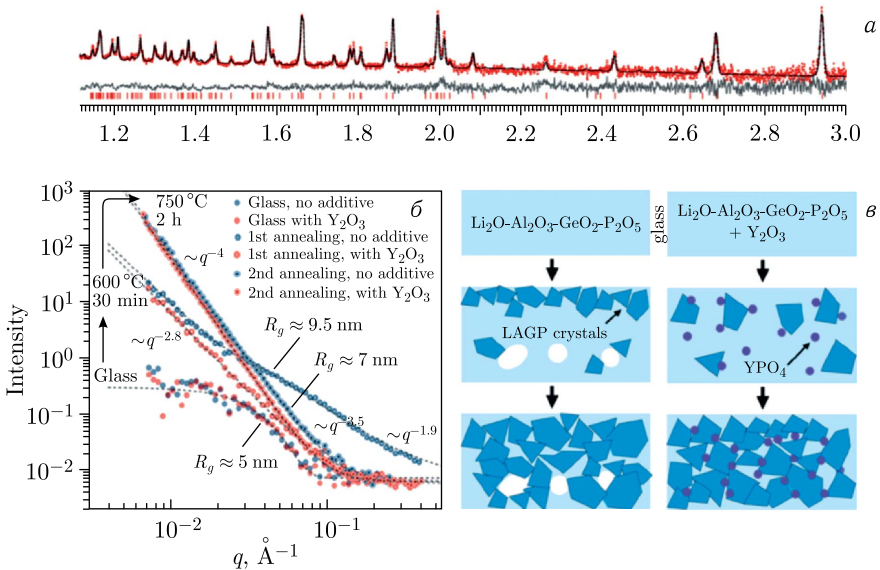 а
1.2 1.4 1.6 1.8 2.0 2.2 2.4 2.6 2.8 3.0
б
10³
10²
10¹
10⁰
10⁻¹
10⁻²
Intensity
750 °C
2 h
600 °C
30 min
Glass
Glass, no additive
Glass with Y₂O₃
1st annealing, no additive
1st annealing, with Y₂O₃
2nd annealing, no additive
2nd annealing, with Y₂O₃
~q⁻⁴
~q⁻²·⁸
R_g ≈ 9.5 nm
R_g ≈ 7 nm
~q⁻³·⁵
~q⁻¹·⁹
R_g ≈ 5 nm
10⁻² 10⁻¹
q, Å⁻¹
в
Li₂O-Al₂O₃-GeO₂-P₂O₅
glass
Li₂O-Al₂O₃-GeO₂-P₂O₅
+ Y₂O₃
LAGP crystals
YPO₄